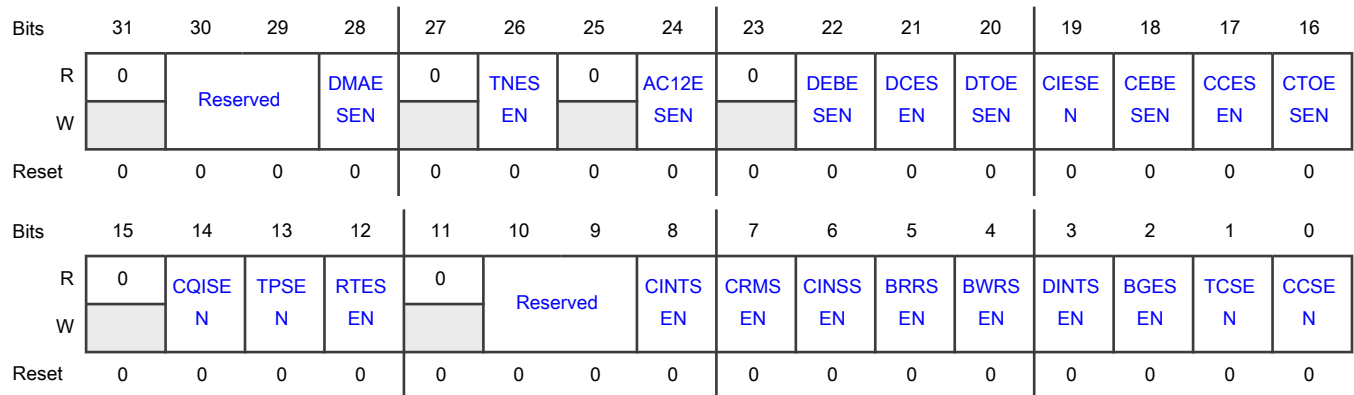 Bits 31 30 29 28 27 26 25 24 23 22 21 20 19 18 17 16
R 0 Reserved DMAE 0 TNES 0 AC12E 0 DEBE DCES DTOE CIESE CEBE CCES CTOE
W SEN EN SEN SEN EN SEN N SEN EN SEN
Reset 0 0 0 0 0 0 0 0 0 0 0 0 0 0 0 0
Bits 15 14 13 12 11 10 9 8 7 6 5 4 3 2 1 0
R 0 CQISE TPSE RTES 0 Reserved CINTS CRMS CINSS BRRS BWRS DINTS BGES TCSE CCSE
W N N EN EN EN EN EN EN EN EN N N
Reset 0 0 0 0 0 0 0 0 0 0 0 0 0 0 0 0